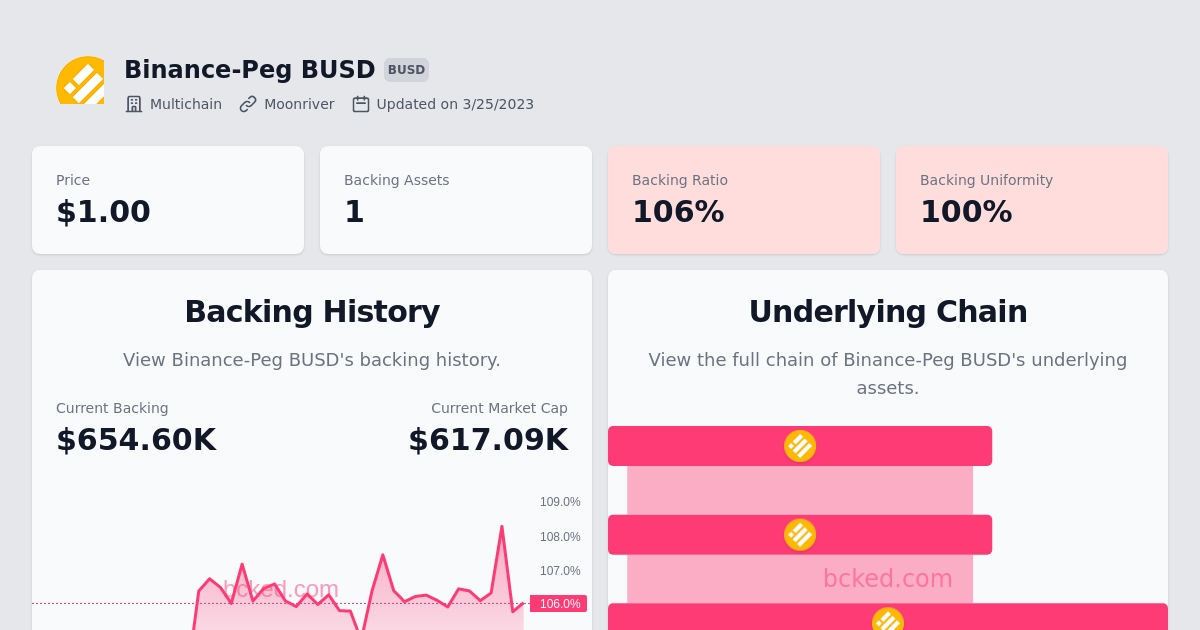 Binance-Peg BUSD BUSD
Multichain Moonriver Updated on 3/25/2023
Price
$1.00
Backing Assets
1
Backing Ratio
106%
Backing Uniformity
100%
Backing History
View Binance-Peg BUSD's backing history.
Current Backing
$654.60K
Current Market Cap
$617.09K
109.0%
108.0%
107.0%
106.0%
bcked.com
Underlying Chain
View the full chain of Binance-Peg BUSD's underlying
assets.
bcked.com